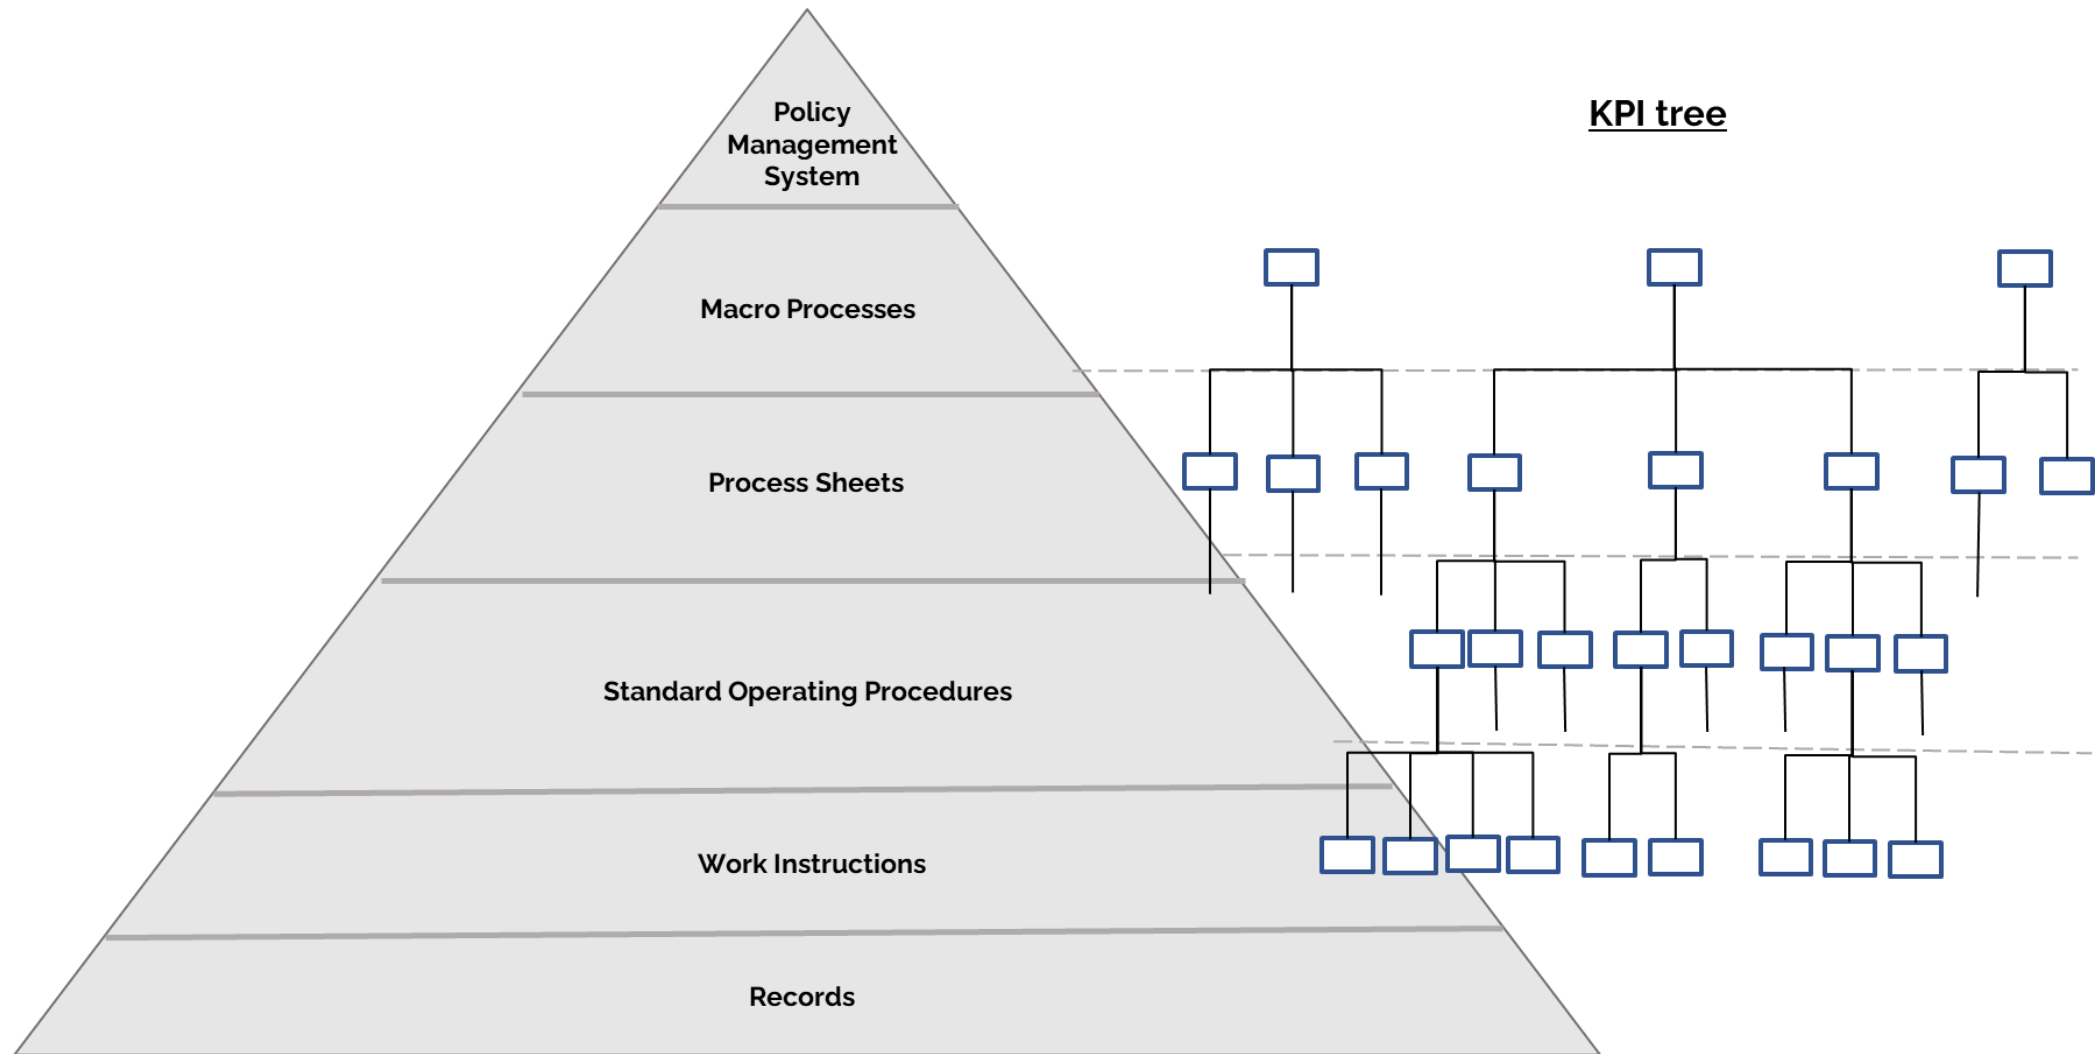 Policy
Management
System
KPI tree
Macro Processes
Process Sheets
Standard Operating Procedures
Work Instructions
Records